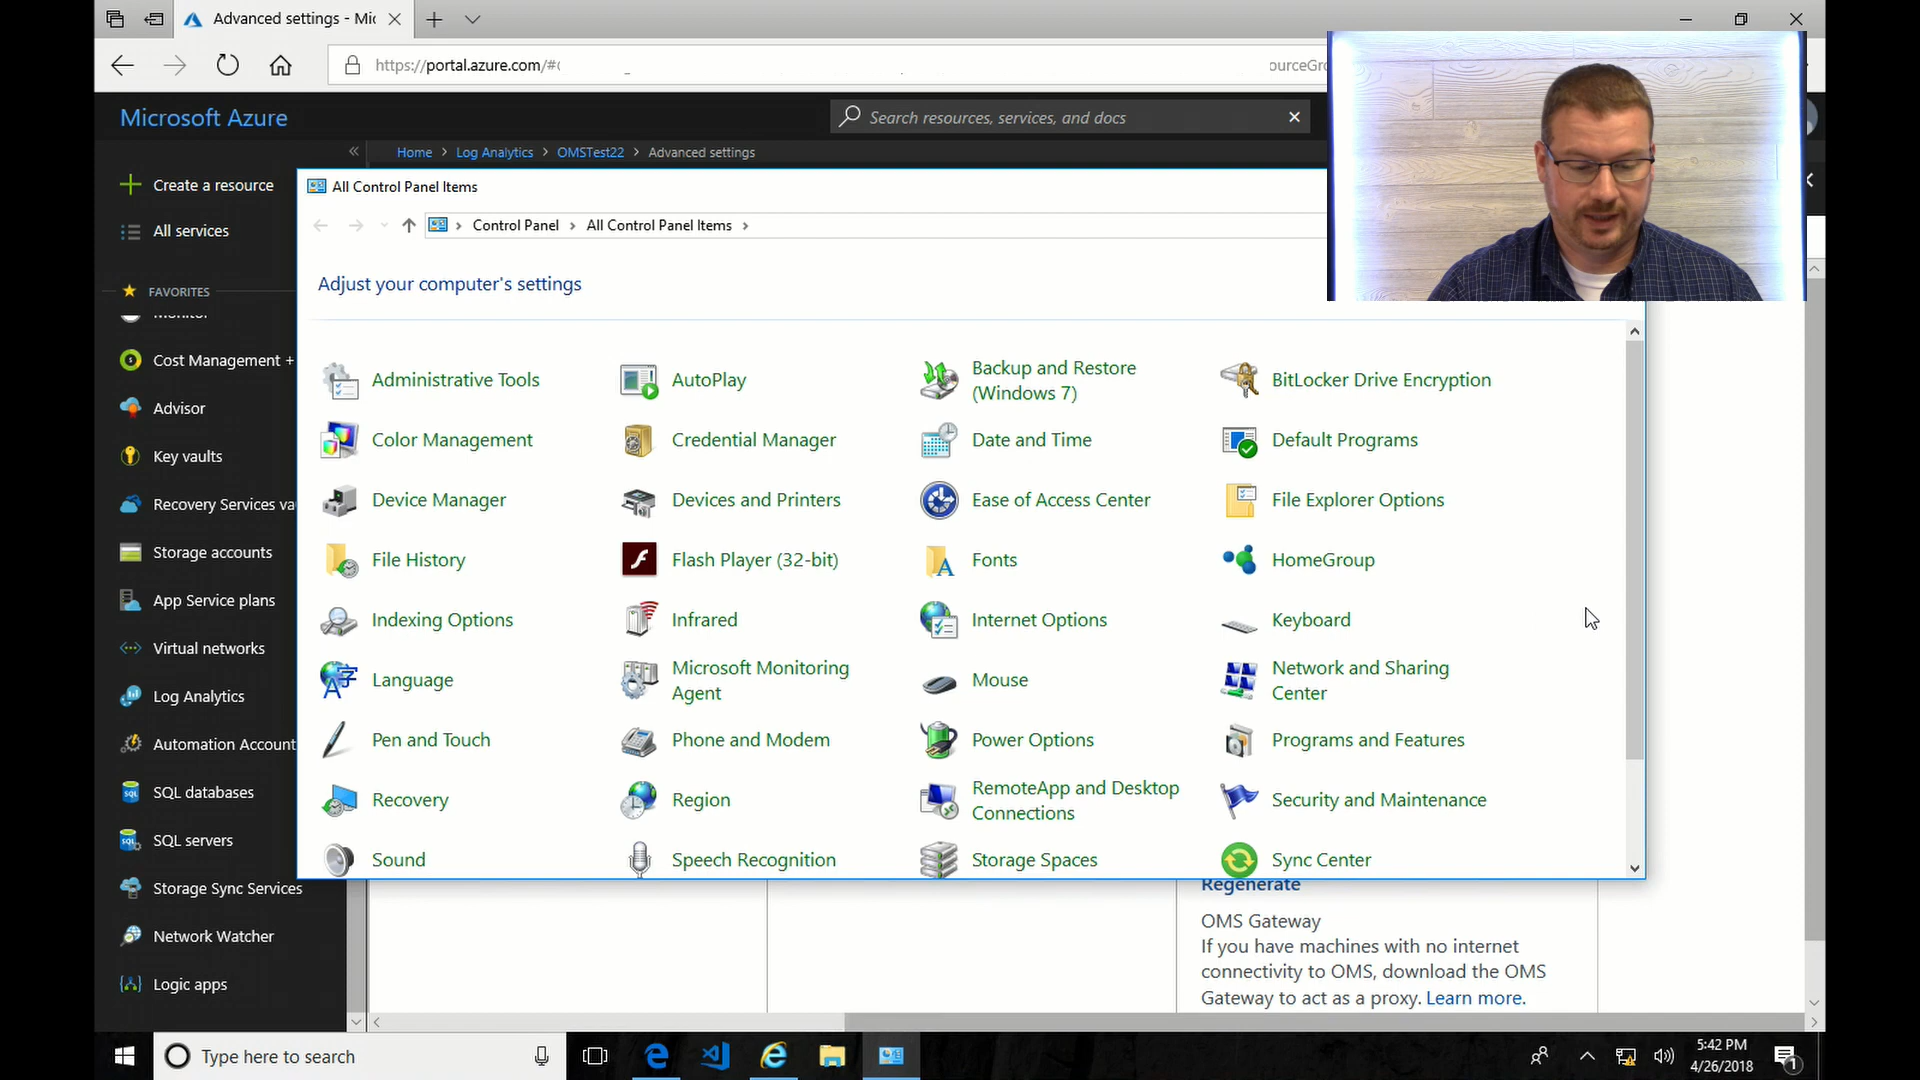 Advanced settings - Mic
https://portal.azure.com/#
ourceGr
Microsoft Azure
Search resources, services, and docs
Home > Log Analytics > OMSTest22 > Advanced settings
Create a resource
All services
FAVORITES
Monitor
Cost Management +
Advisor
Key vaults
Recovery Services va
Storage accounts
App Service plans
Virtual networks
Log Analytics
Automation Account
SQL databases
SQL servers
Storage Sync Services
Network Watcher
Logic apps
All Control Panel Items
Control Panel > All Control Panel Items >
Adjust your computer's settings
Administrative Tools
AutoPlay
Backup and Restore
(Windows 7)
BitLocker Drive Encryption
Color Management
Credential Manager
Date and Time
Default Programs
Device Manager
Devices and Printers
Ease of Access Center
File Explorer Options
File History
Flash Player (32-bit)
Fonts
HomeGroup
Indexing Options
Infrared
Internet Options
Keyboard
Language
Microsoft Monitoring
Agent
Mouse
Network and Sharing
Center
Pen and Touch
Phone and Modem
Power Options
Programs and Features
Recovery
Region
RemoteApp and Desktop
Connections
Security and Maintenance
Sound
Speech Recognition
Storage Spaces
Sync Center
Regenerate
OMS Gateway
If you have machines with no internet
connectivity to OMS, download the OMS
Gateway to act as a proxy. Learn more.
Type here to search
5:42 PM
4/26/2018
1